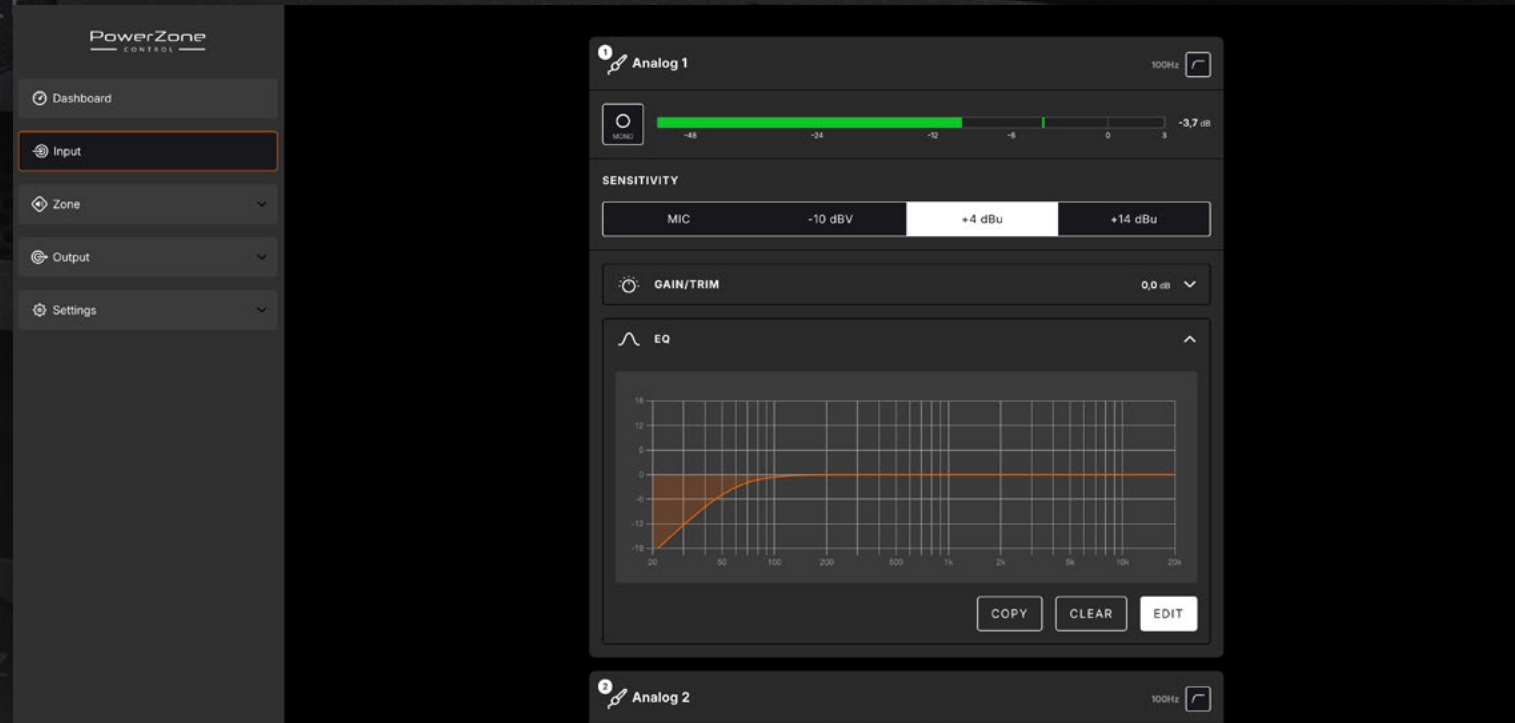 PowerZone
CONTROL
Dashboard
Input
Zone
Output
Settings
1
Analog 1
100Hz
MONO
-48 -24 -12 -6 0 3
-3,7 dB
SENSITIVITY
MIC -10 dBV +4 dBu +14 dBu
GAIN/TRIM 0,0 dB
EQ
18
12
6
0
-6
-12
-18
20 50 100 200 500 1k 2k 5k 10k 20k
COPY CLEAR EDIT
2
Analog 2
100Hz